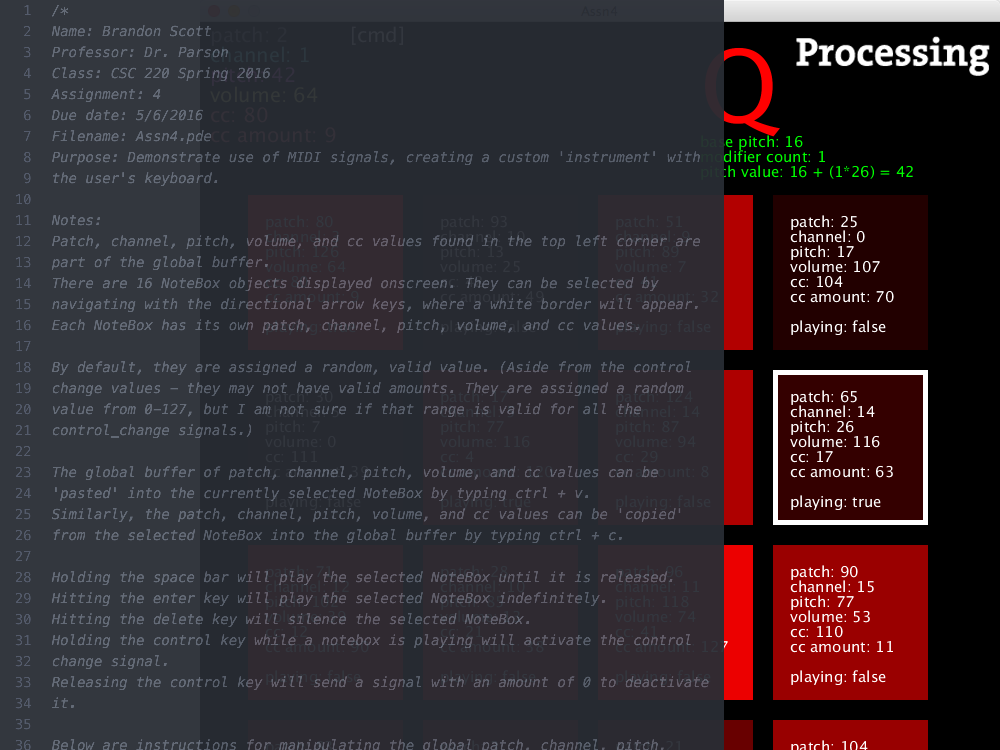 1 /*
2 Name: Brandon Scott
3 Professor: Dr. Parson
4 Class: CSC 220 Spring 2016
5 Assignment: 4
6 Due date: 5/6/2016
7 Filename: Assn4.pde
8 Purpose: Demonstrate use of MIDI signals, creating a custom 'instrument' with
9 the user's keyboard.
10
11 Notes:
12 Patch, channel, pitch, volume, and cc values found in the top left corner are
13 part of the global buffer.
14 There are 16 NoteBox objects displayed onscreen. They can be selected by
15 navigating with the directional arrow keys, where a white border will appear.
16 Each NoteBox has its own patch, channel, pitch, volume, and cc values.
17
18 By default, they are assigned a random, valid value. (Aside from the control
19 change values – they may not have valid amounts. They are assigned a random
20 value from 0–127, but I am not sure if that range is valid for all the
21 control_change signals.)
22
23 The global buffer of patch, channel, pitch, volume, and cc values can be
24 'pasted' into the currently selected NoteBox by typing ctrl + v.
25 Similarly, the patch, channel, pitch, volume, and cc values can be 'copied'
26 from the selected NoteBox into the global buffer by typing ctrl + c.
27
28 Holding the space bar will play the selected NoteBox until it is released.
29 Hitting the enter key will play the selected NoteBox indefinitely.
30 Hitting the delete key will silence the selected NoteBox.
31 Holding the control key while a notebox is playing will activate the control
32 change signal.
33 Releasing the control key will send a signal with an amount of 0 to deactivate
34 it.
35
36 Below are instructions for manipulating the global patch, channel, pitch,
Assn4
patch: 2 [cmd]
channel: 1
42
volume: 64
cc: 80
cc amount: 9
Q
Processing
base pitch: 16
modifier count: 1
pitch value: 16 + (1*26) = 42
patch: 80
patch: 93
patch: 51
patch: 25
channel: 0
pitch: 17
volume: 107
cc: 104
cc amount: 70
playing: false
patch: 65
channel: 14
pitch: 26
volume: 116
cc: 17
cc amount: 63
playing: true
patch: 90
channel: 15
pitch: 77
volume: 53
cc: 110
cc amount: 11
playing: false
patch: 104